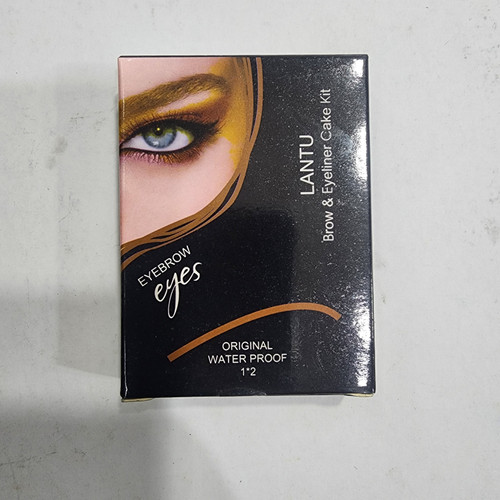 LANTU
Brow & Eyeliner Cake Kit
EYEBROW
eyes
ORIGINAL
WATER PROOF
1*2